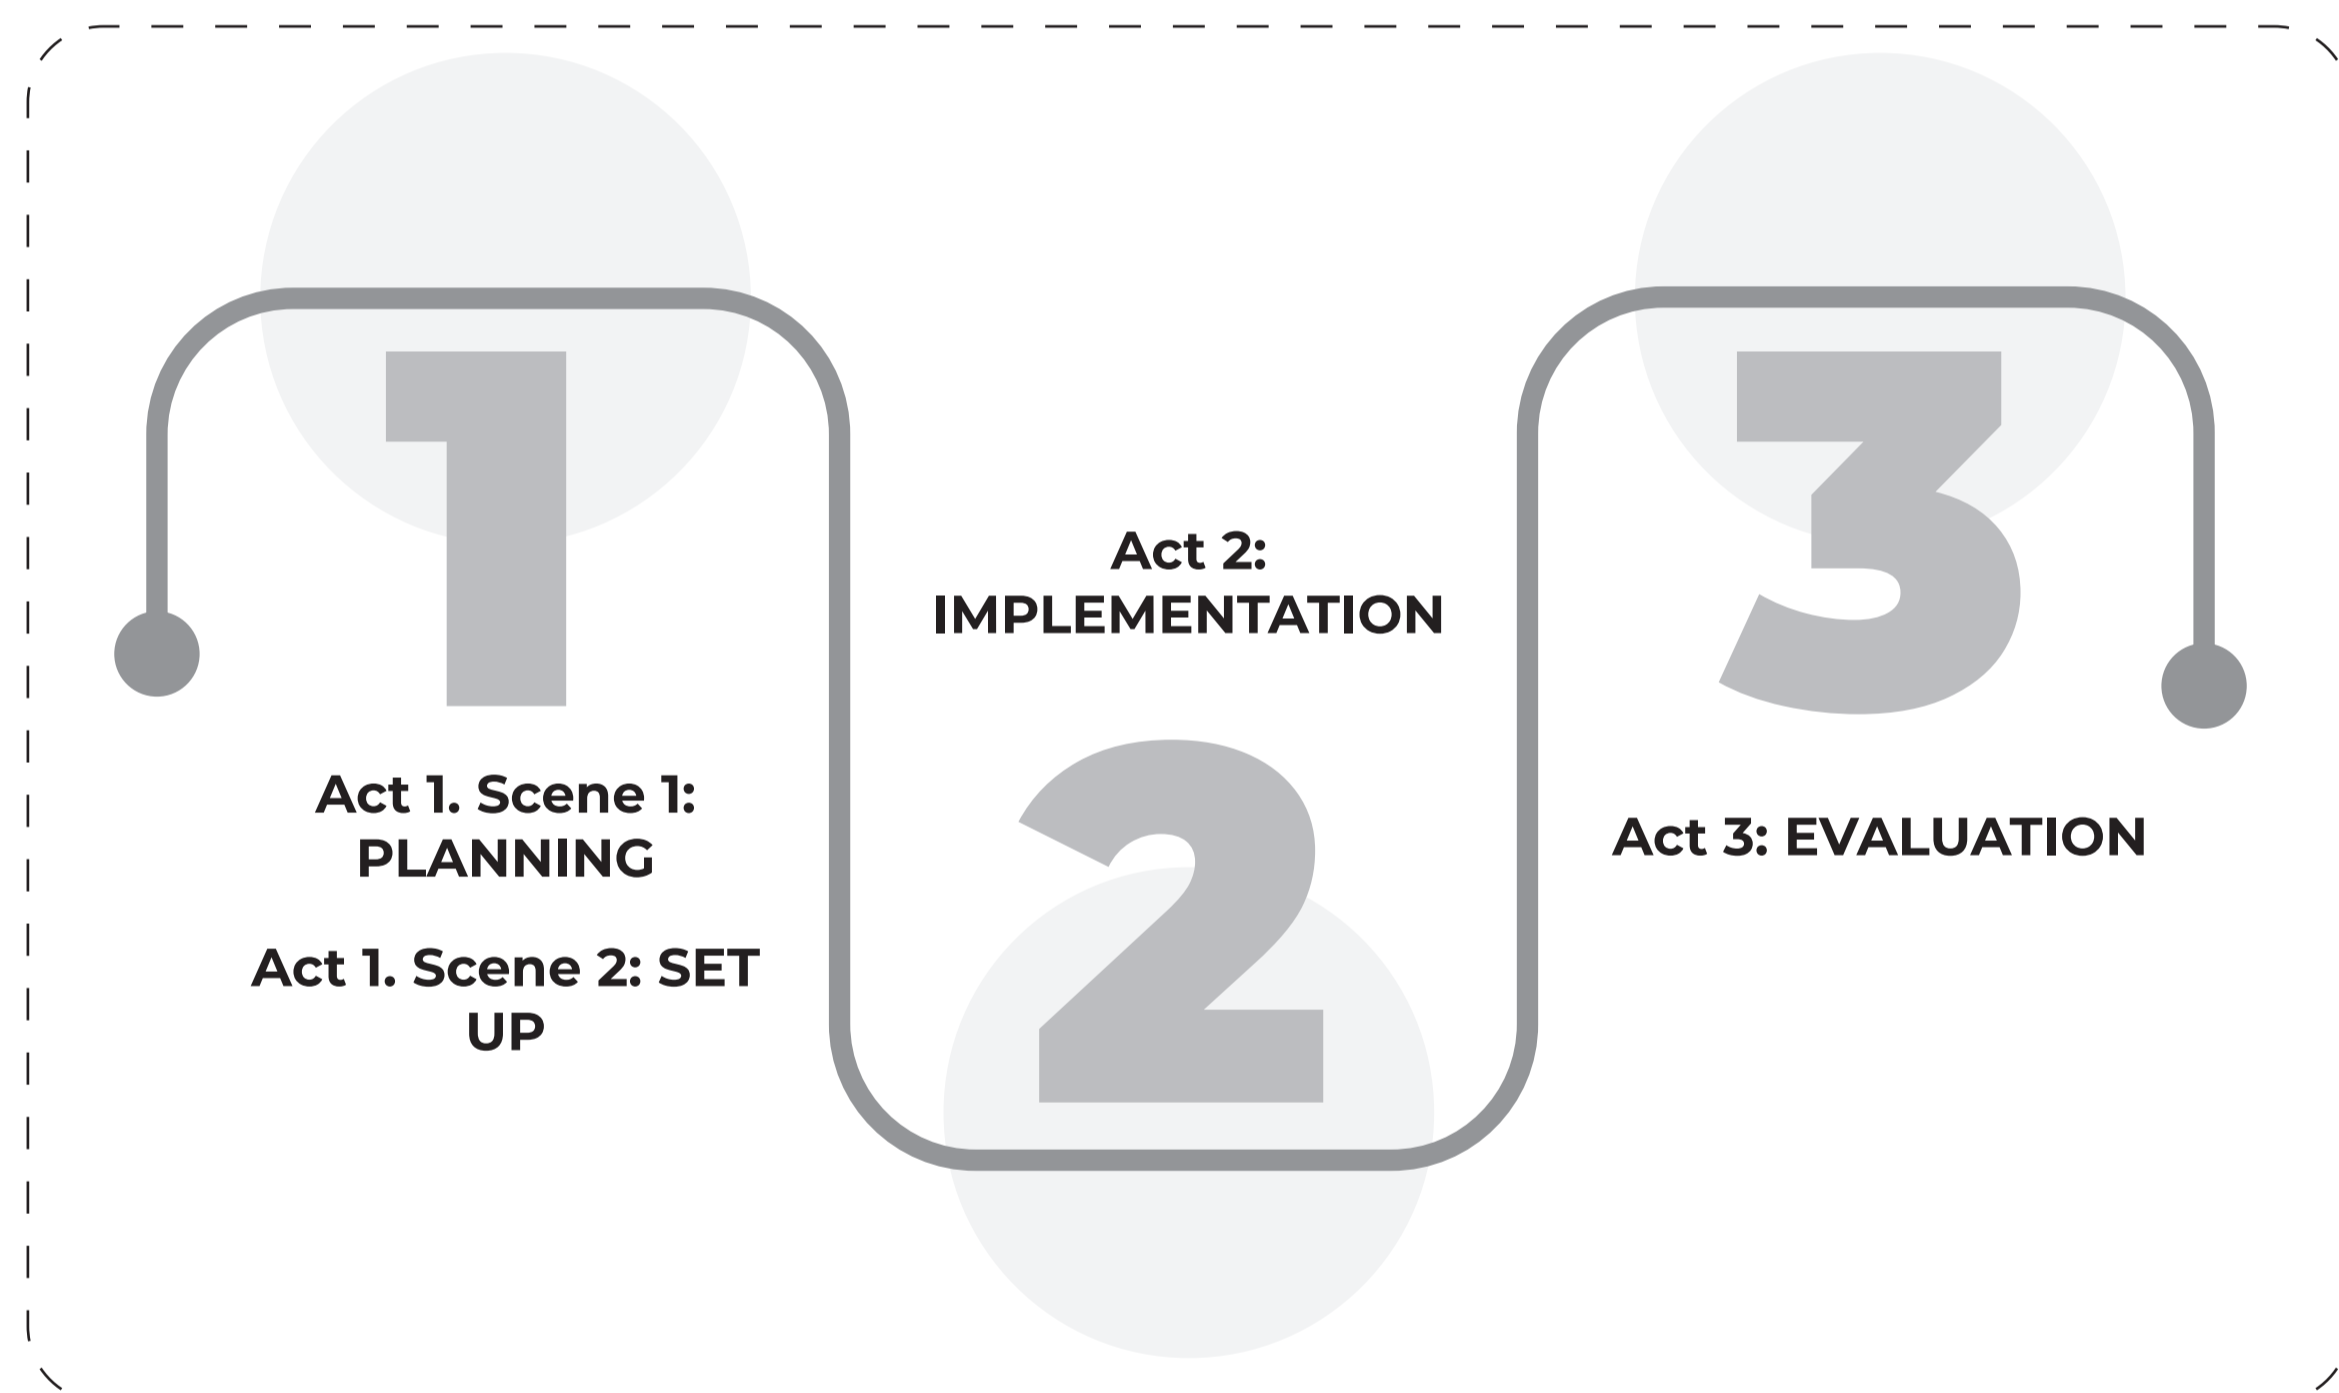 1
Act 1. Scene 1:
PLANNING
Act 1. Scene 2: SET
UP
Act 2:
IMPLEMENTATION
2
3
Act 3: EVALUATION